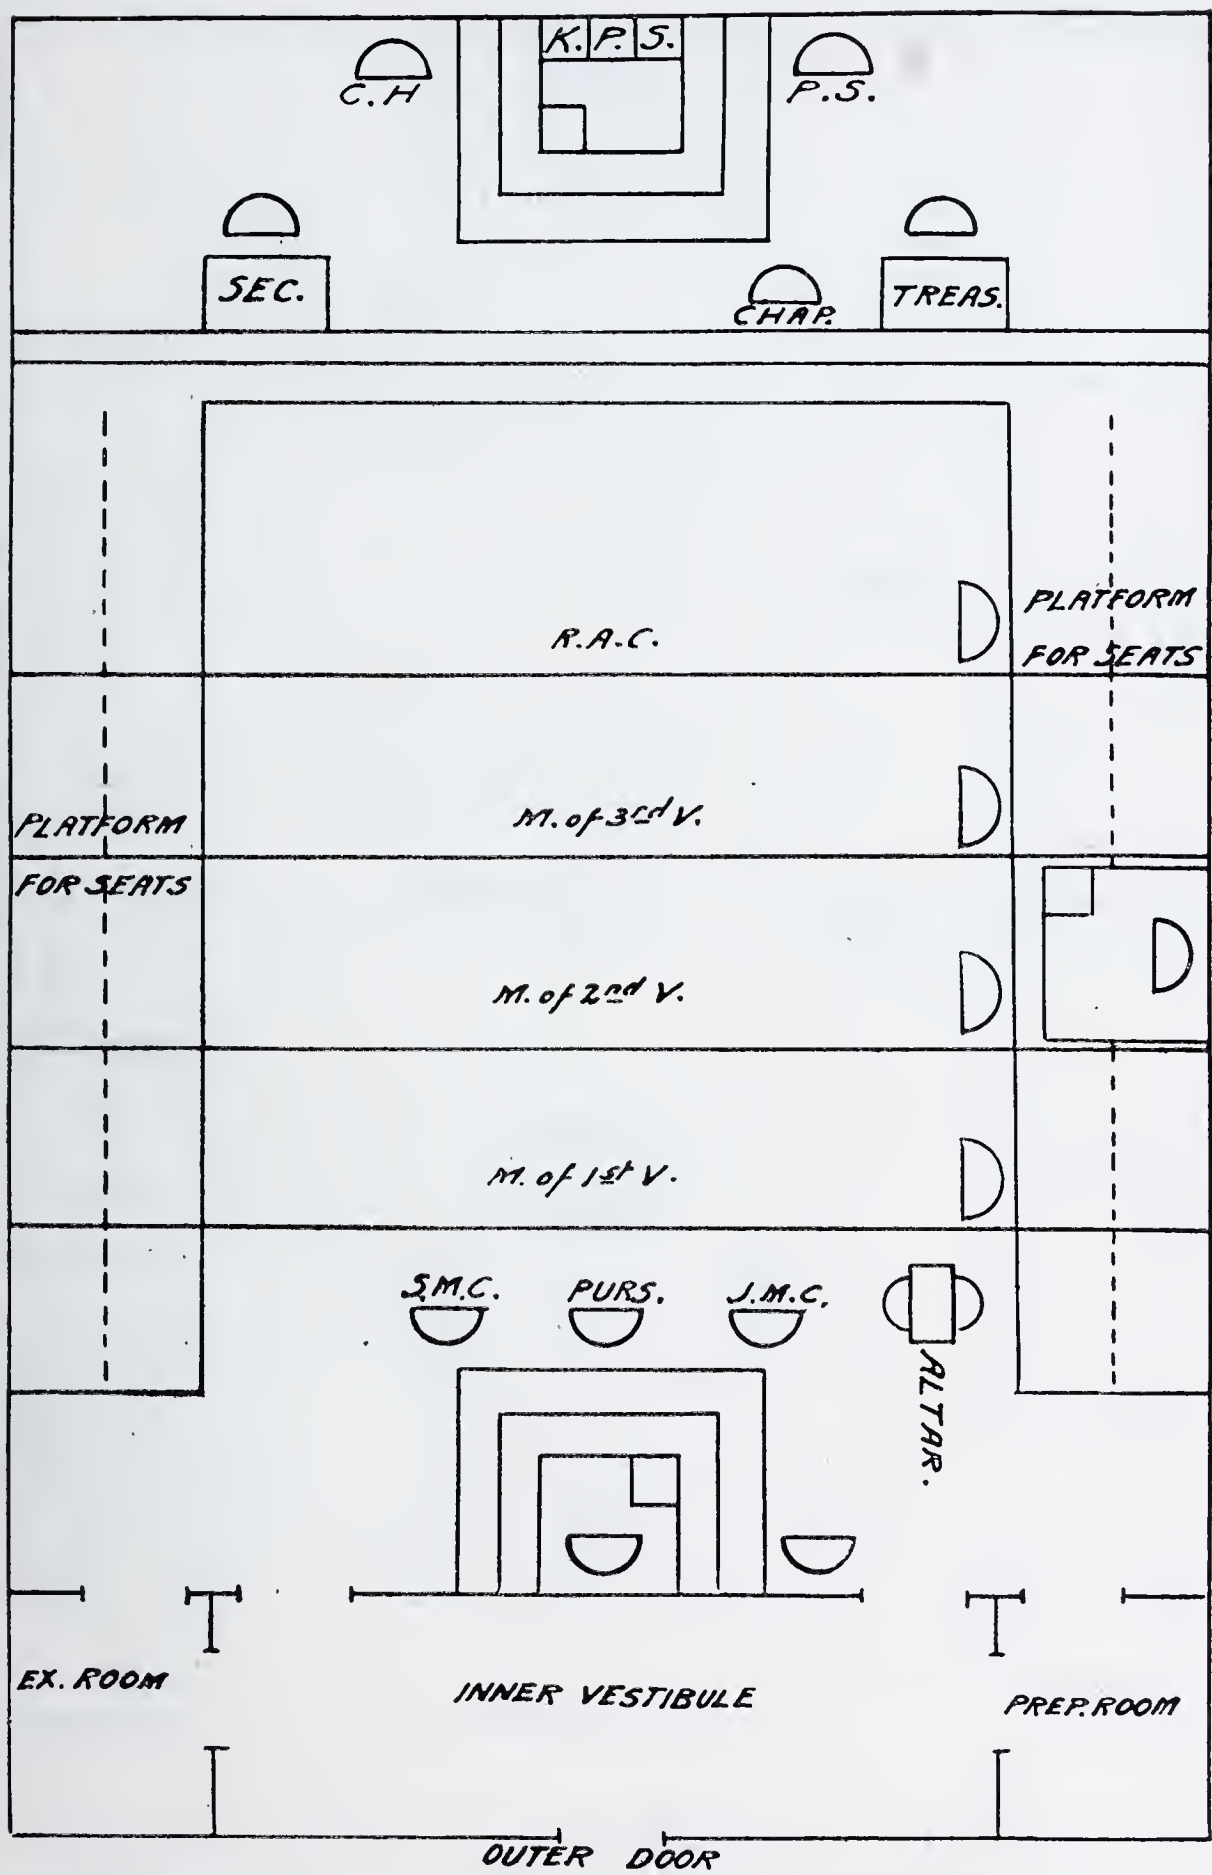 K. P. S.
C.H
P.S.
SEC.
CHAP.
TREAS.
R.A.C.
PLATFORM
FOR SEATS
M. of 3rd V.
PLATFORM
FOR SEATS
M. of 2nd V.
M. of 1st V.
S.M.C. PURS. J.M.C.
ALTAR.
EX. ROOM
INNER VESTIBULE
PREP. ROOM
OUTER DOOR